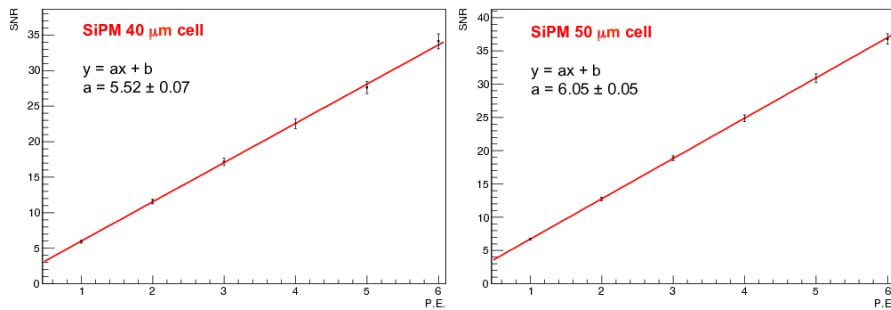 SNR
SiPM 40 μm cell
y = ax + b
a = 5.52 ± 0.07
35
30
25
20
15
10
5
0
1 2 3 4 5 6
P.E.
SNR
SiPM 50 μm cell
y = ax + b
a = 6.05 ± 0.05
40
35
30
25
20
15
10
5
0
1 2 3 4 5 6
P.E.